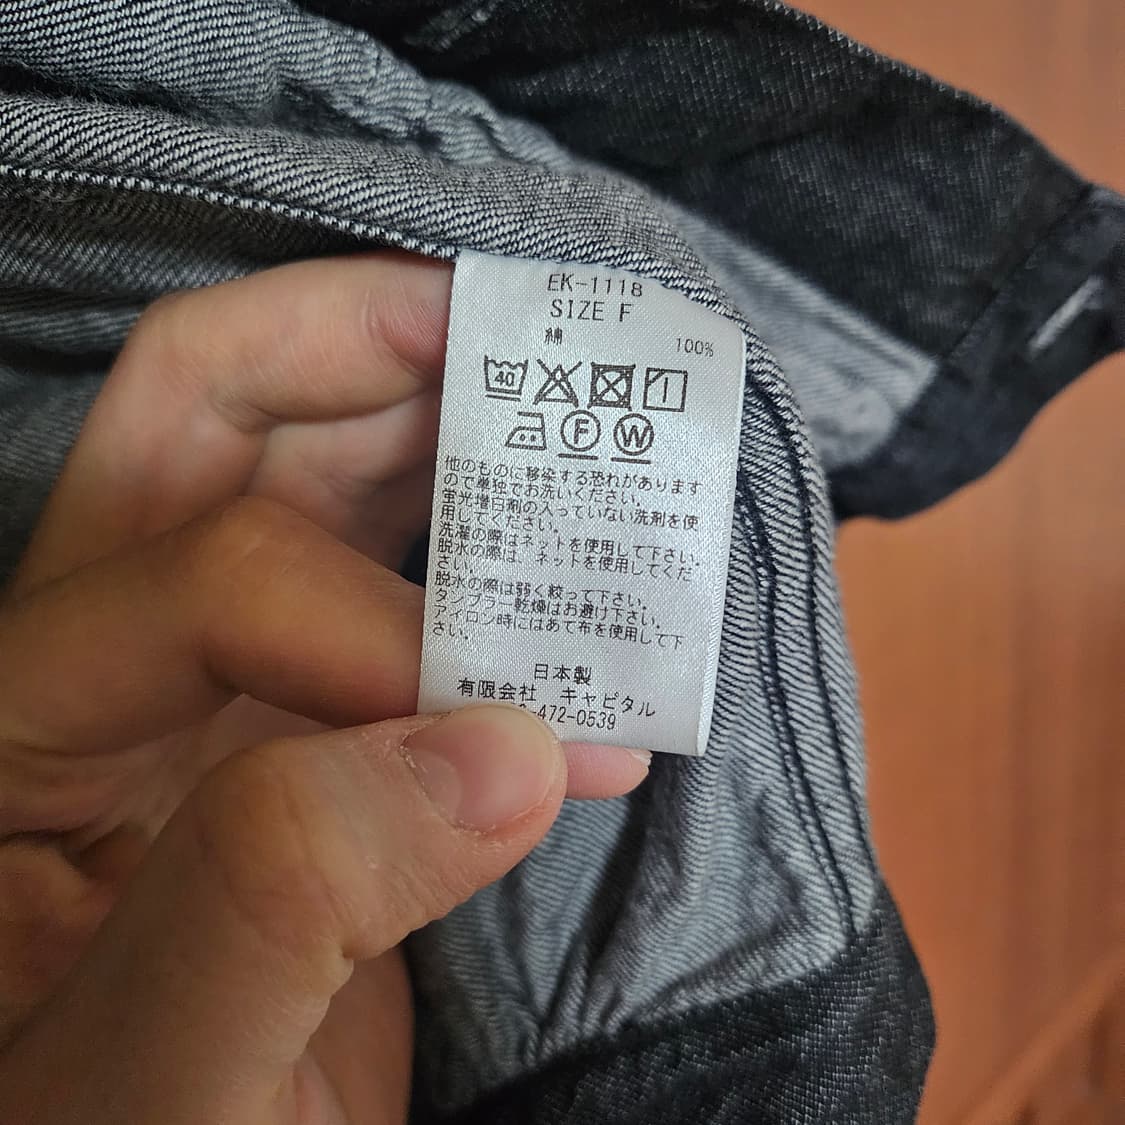 EK-1118
SIZE F
綿 100%
40
F W
他のものに移染する恐れがあります
ので単独でお洗いください。
蛍光増白剤の入っていない洗剤を使
用してください。
洗濯の際はネットを使用して下さい。
脱水の際は、ネットを使用してくだ
さい。
脱水の際は弱く絞って下さい。
タンブラー乾燥はお避け下さい。
アイロン時にはあて布を使用して下
さい。
日本製
有限会社 キャピタル
-472-0539